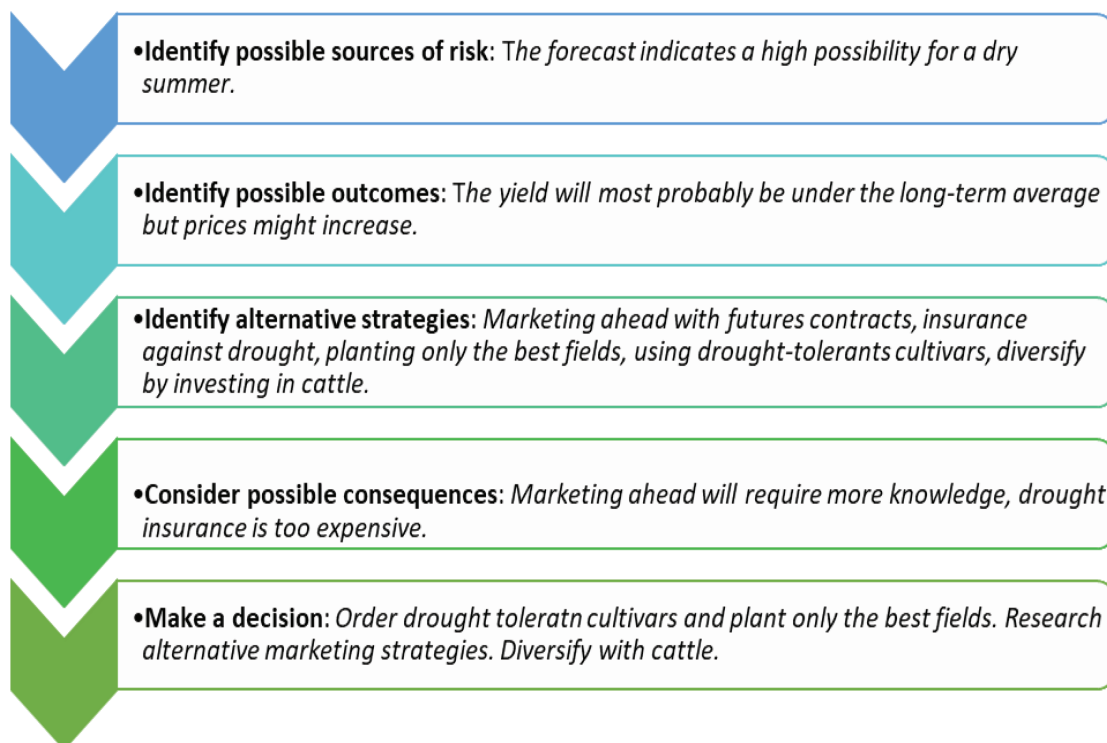 •Identify possible sources of risk: The forecast indicates a high possibility for a dry
summer.
•Identify possible outcomes: The yield will most probably be under the long-term average
but prices might increase.
•Identify alternative strategies: Marketing ahead with futures contracts, insurance
against drought, planting only the best fields, using drought-tolerants cultivars, diversify
by investing in cattle.
•Consider possible consequences: Marketing ahead will require more knowledge, drought
insurance is too expensive.
•Make a decision: Order drought toleratn cultivars and plant only the best fields. Research
alternative marketing strategies. Diversify with cattle.